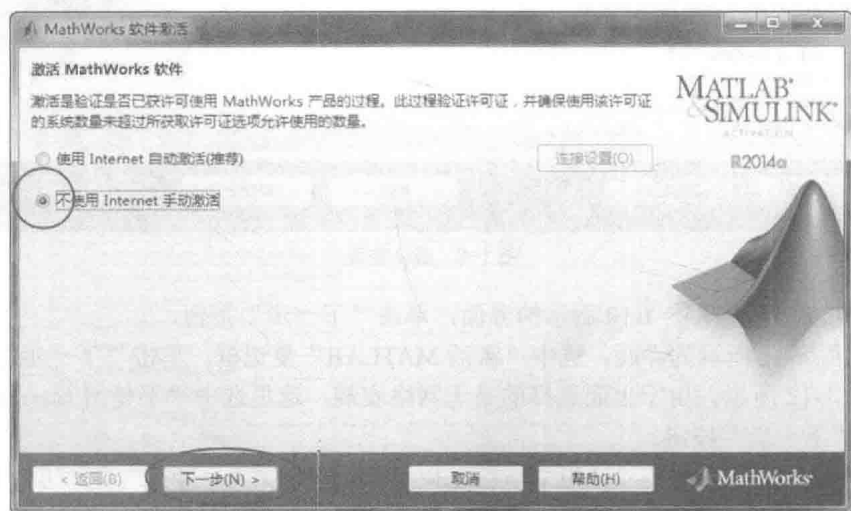 MathWorks 软件激活
激活 MathWorks 软件
激活是验证是否已获许可使用 MathWorks 产品的过程。此过程验证许可证，并确保使用该许可证
的系统数量未超过所获取许可证选项允许使用的数量。
MATLAB®
&SIMULINK®
ACTIVATION
R2014a
使用 Internet 自动激活(推荐)
连接设置(O)
不使用 Internet 手动激活
< 返回(B)
下一步(N) >
取消
帮助(H)
MathWorks®